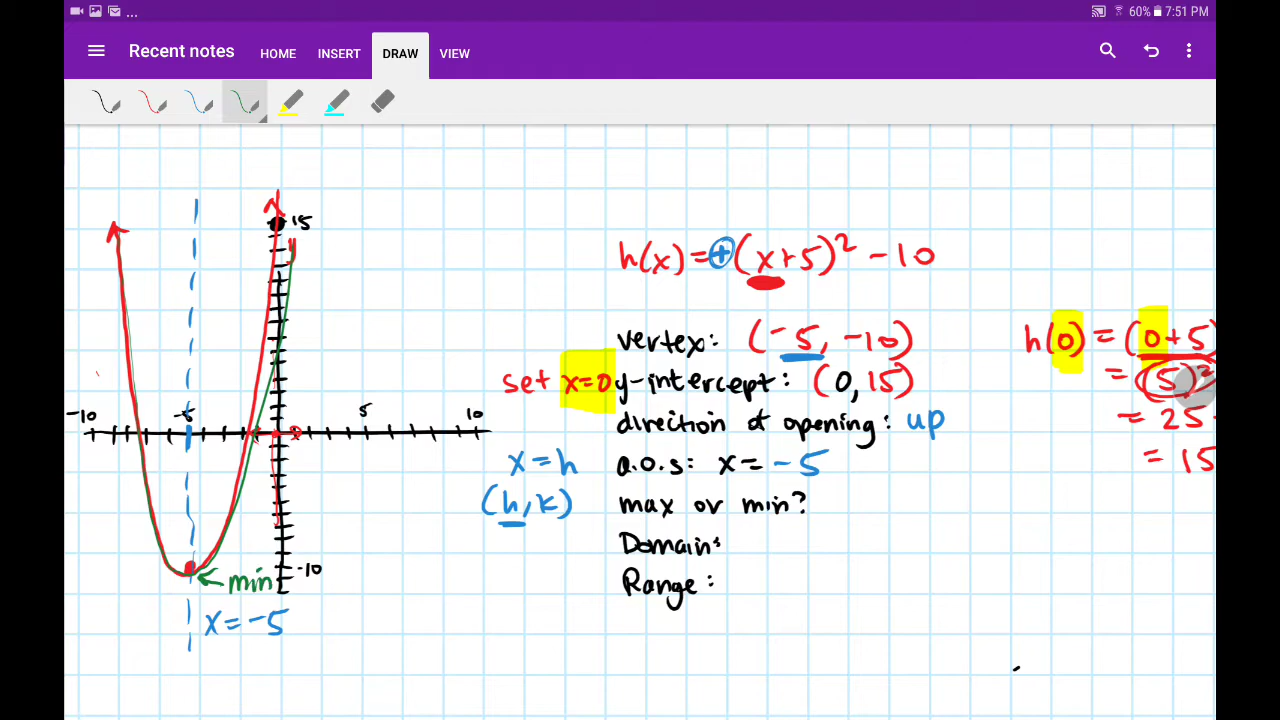 ... 60% 7:51 PM
Recent notes HOME INSERT DRAW VIEW
15
y
h(x) = +(x+5)² -10
vertex: (-5, -10)
h(0) = (0+5)
set x=0 y-intercept: (0,15)
= (5)²
-10 -5 5 10
direction of opening: up
= 25
x=h a.o.s: x= -5
= 15
(h,k) max or min?
Domain:
-10
min Range:
x=-5